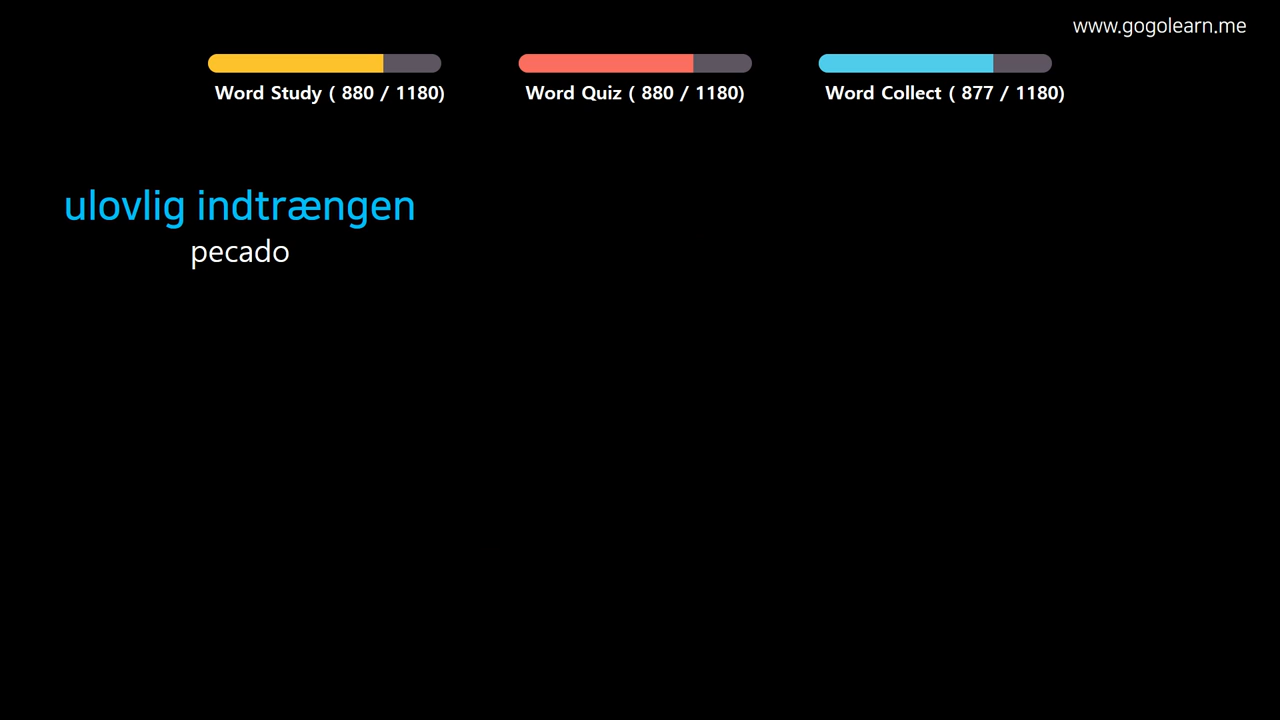 www.gogolearn.me
Word Study ( 880 / 1180)
Word Quiz ( 880 / 1180)
Word Collect ( 877 / 1180)
ulovlig indtrængen
pecado